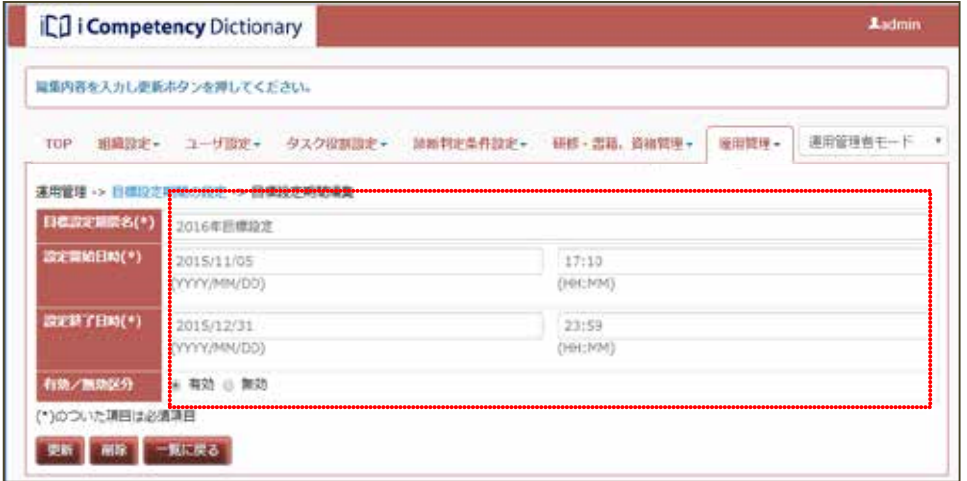 i Competency Dictionary
admin
編集内容を入力し更新ボタンを押してください。
TOP 組織設定 ユーザ設定 タスク役割設定 診断判定条件設定 研修・書籍、資格管理 運用管理 運用管理者モード
運用管理 -> 目標設定期間の設定 -> 目標設定期間編集
目標設定期間名(*) 2016年目標設定
設定開始日時(*) 2015/11/05 17:10
(YYYY/MM/DD) (HH:MM)
設定終了日時(*) 2015/12/31 23:59
(YYYY/MM/DD) (HH:MM)
有効／無効区分 有効 無効
(*)のついた項目は必須項目
更新 削除 一覧に戻る